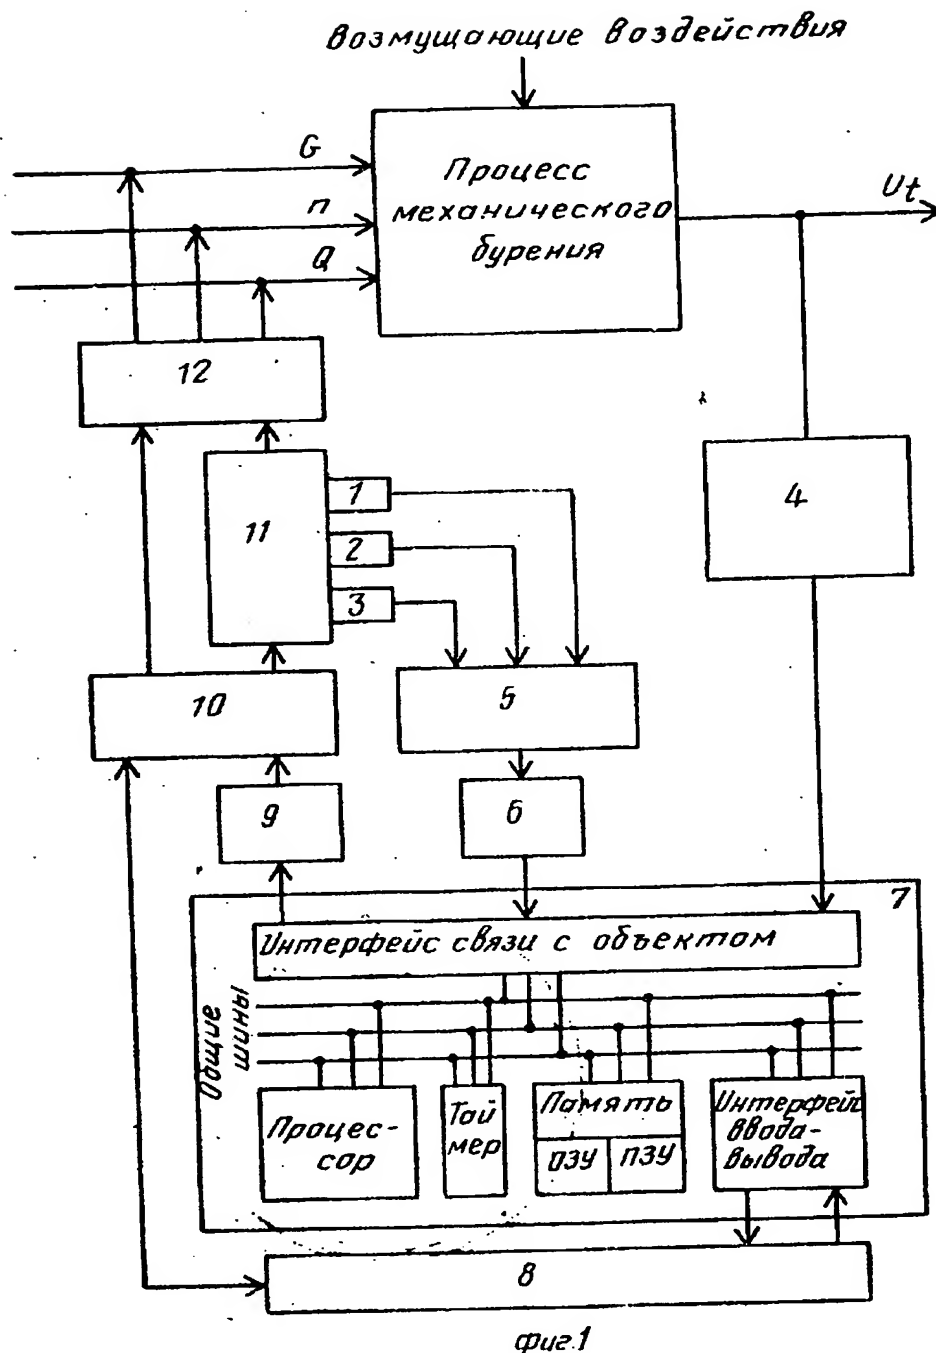 возмущающие воздействия
G
n
Q
Процесс
механического
бурения
Ut
12
11
1
2
3
4
10
5
9
6
7
Интерфейс связи с объектом
Общие
шины
Процес-
сор
Тай
мер
Память
ОЗУ
ПЗУ
Интерфейс
ввода-
вывода
8
фиг.1